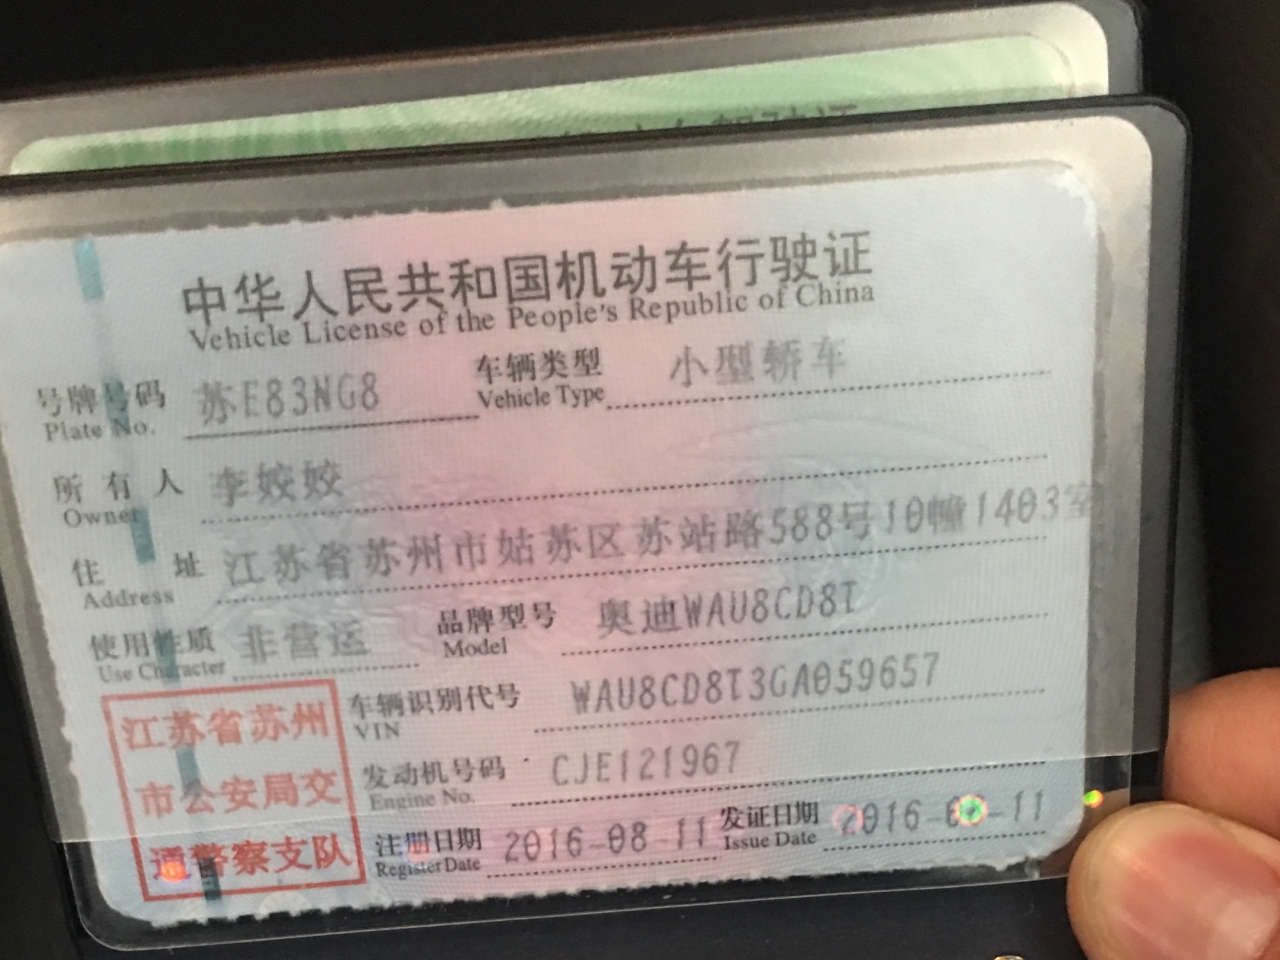 中华人民共和国机动车行驶证
Vehicle License of the People's Republic of China
号牌号码 苏E83NG8 车辆类型 小型轿车
Plate No. Vehicle Type
所有人 李姣姣
Owner
住址 江苏省苏州市姑苏区苏站路588号10幢1403室
Address
使用性质 非营运 品牌型号 奥迪WAU8CD8T
Use Character Model
江苏省苏州
市公安局交
通警察支队
车辆识别代号 WAU8CD8T3GA059657
VIN
发动机号码 CJE121967
Engine No.
注册日期 2016-08-11 发证日期 2016-08-11
Register Date Issue Date